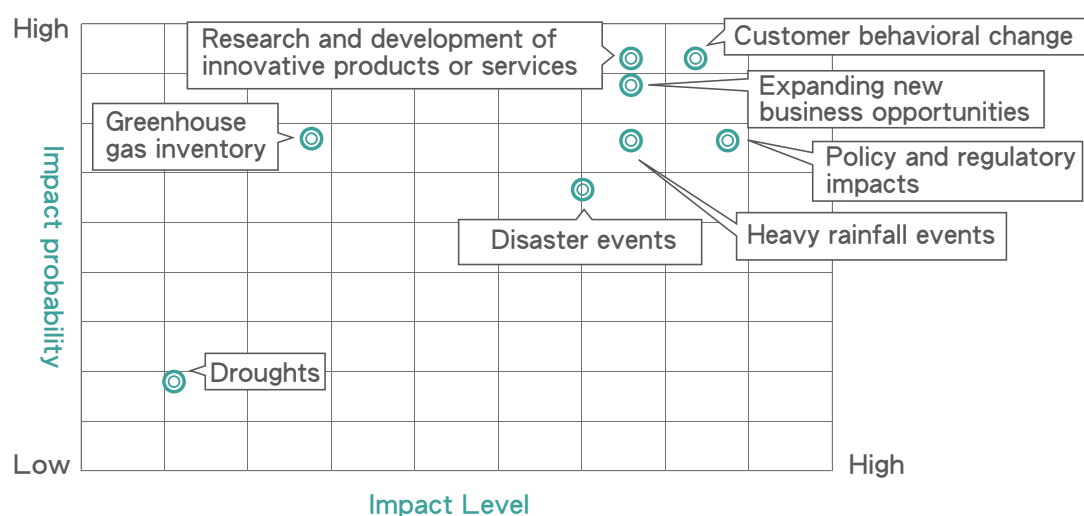 High
Research and development of
innovative products or services
Customer behavioral change
Expanding new
business opportunities
Greenhouse
gas inventory
Policy and regulatory
impacts
Impact probability
Disaster events
Heavy rainfall events
Droughts
Low
High
Impact Level